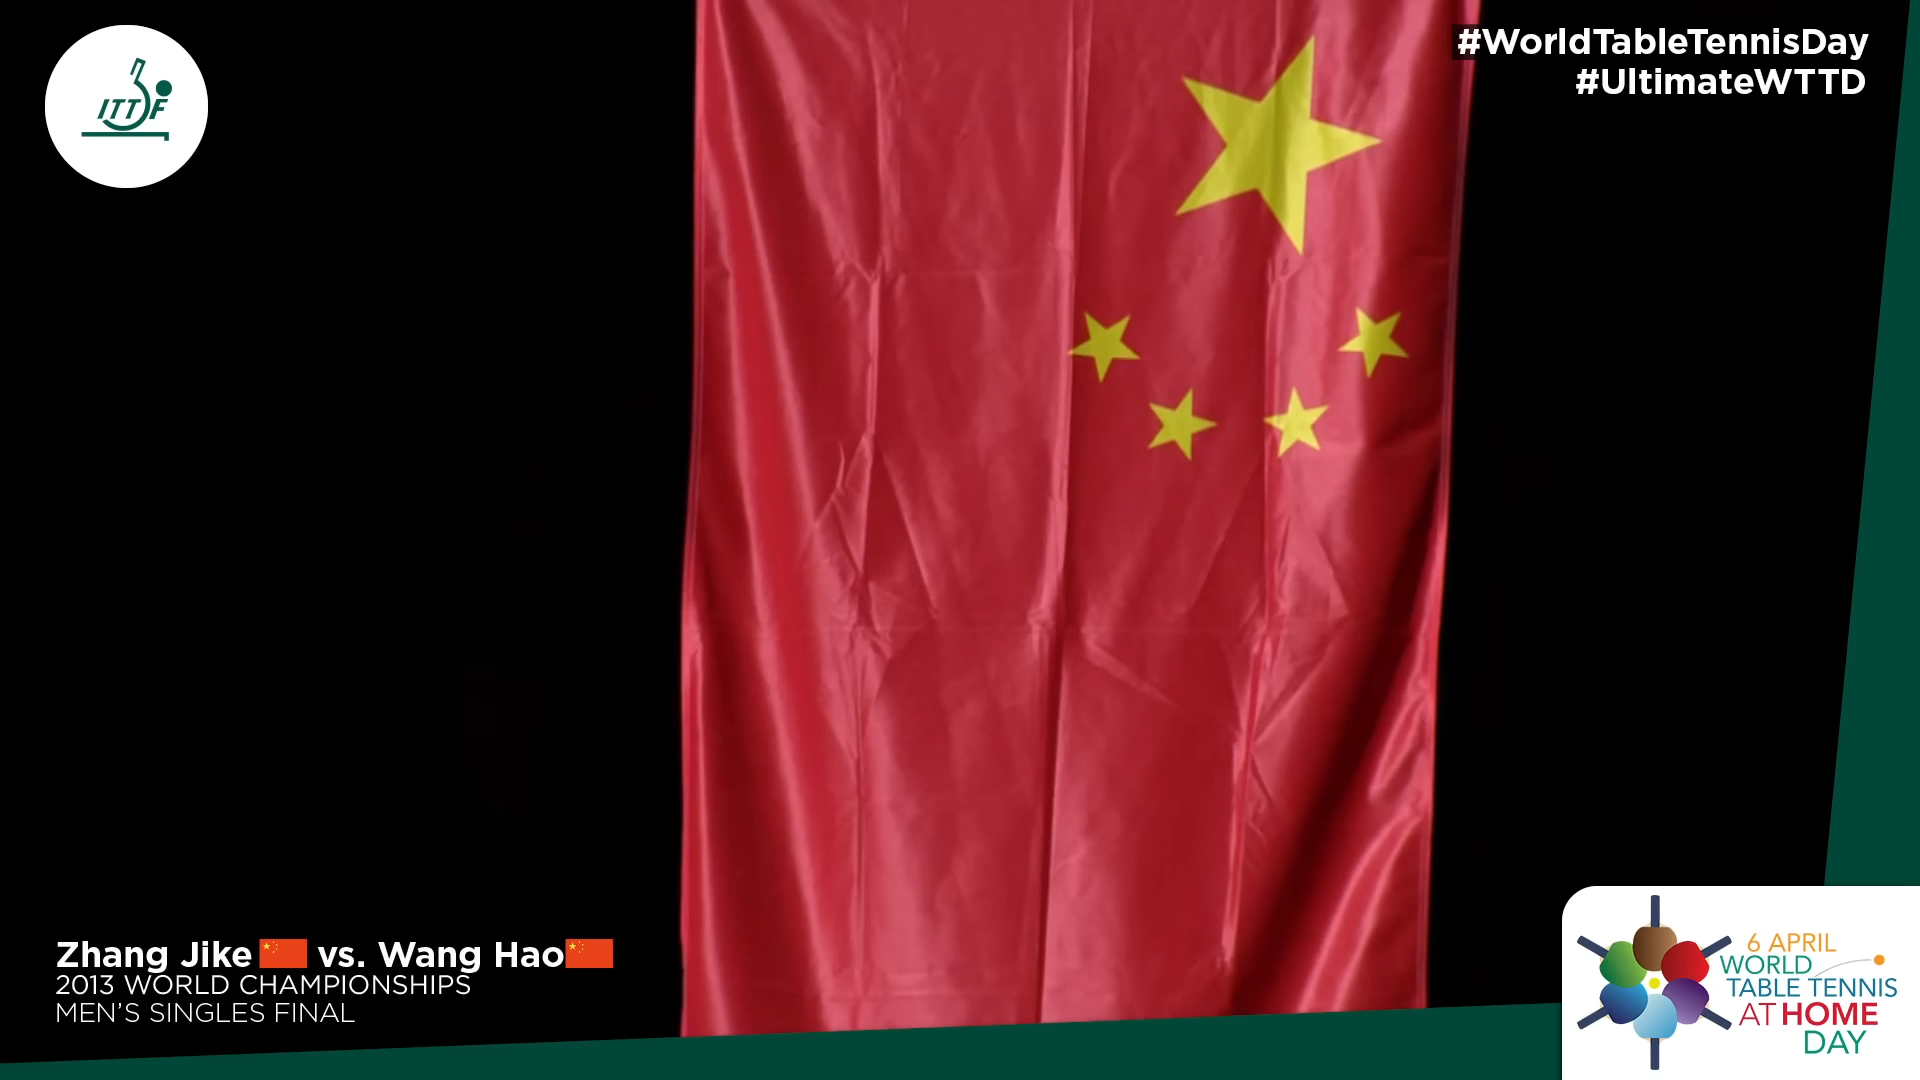 ITTF
#WorldTableTennisDay
#UltimateWTTD
Zhang Jike vs. Wang Hao
2013 WORLD CHAMPIONSHIPS
MEN'S SINGLES FINAL
6 APRIL
WORLD
TABLE TENNIS
AT HOME
DAY